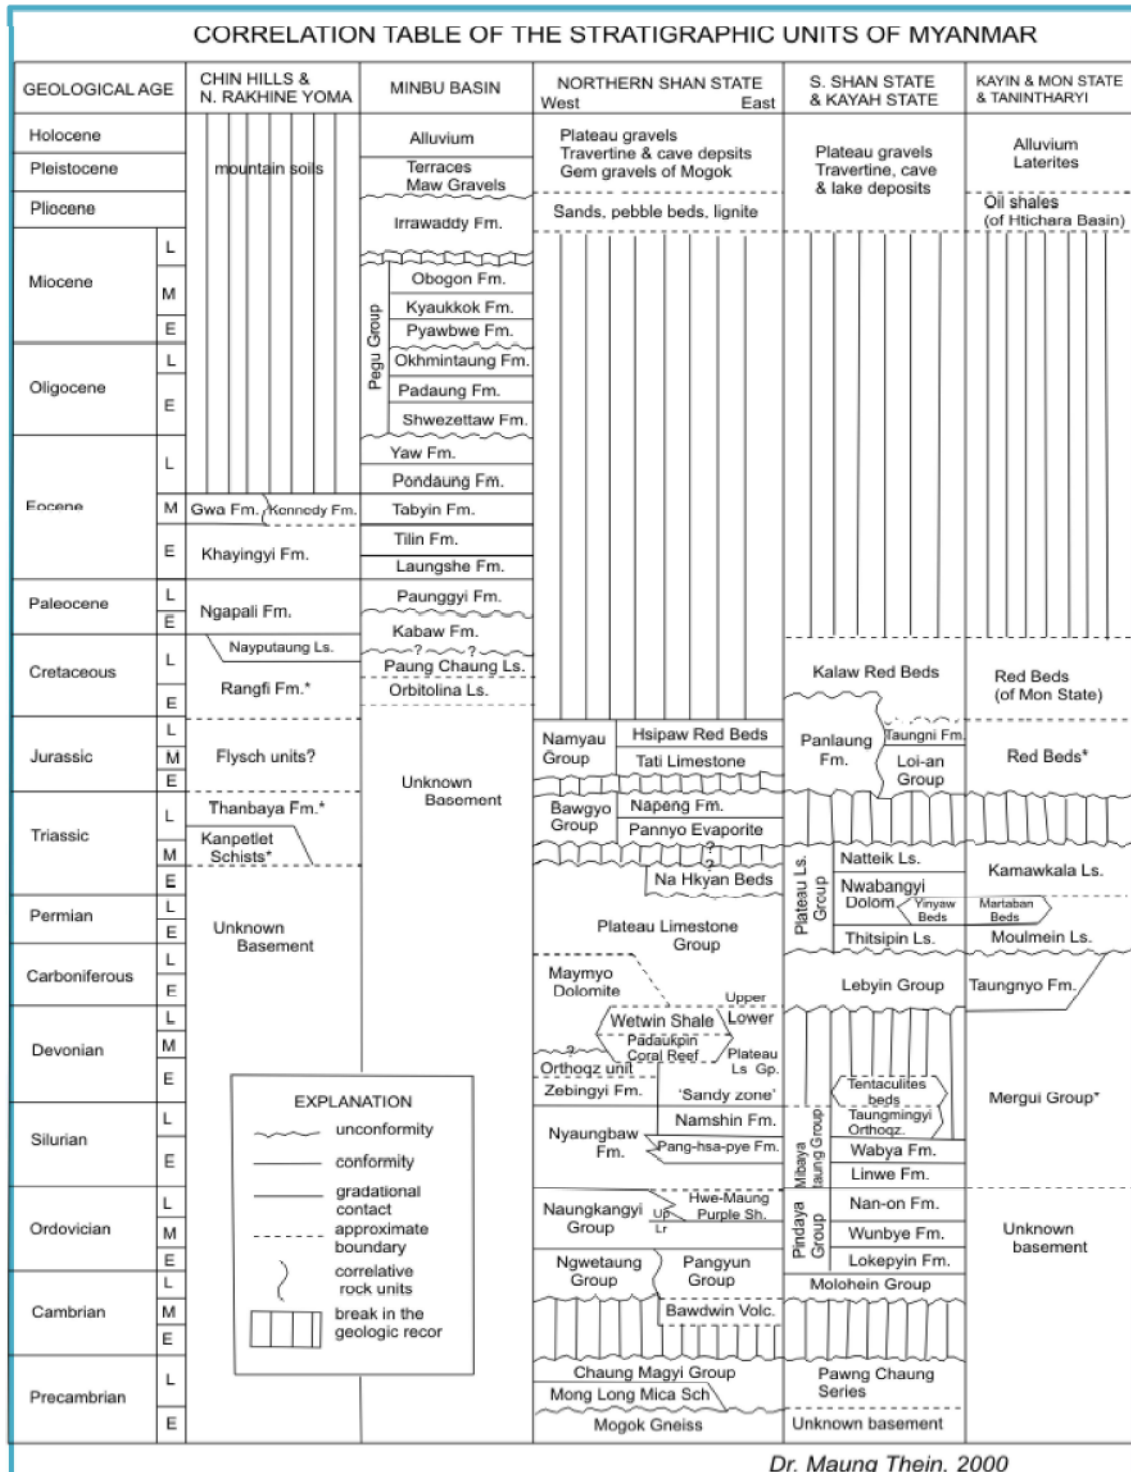 CORRELATION TABLE OF THE STRATIGRAPHIC UNITS OF MYANMAR
GEOLOGICAL AGE
CHIN HILLS &
N. RAKHINE YOMA
MINBU BASIN
NORTHERN SHAN STATE
West East
S. SHAN STATE
& KAYAH STATE
KAYIN & MON STATE
& TANINTHARYI
Holocene
Pleistocene
Pliocene
Miocene
L
M
E
Oligocene
L
E
Eocene
L
M
E
Paleocene
L
E
Cretaceous
L
E
Jurassic
L
M
E
Triassic
L
M
E
Permian
L
E
Carboniferous
L
E
Devonian
L
M
E
Silurian
L
E
Ordovician
L
M
E
Cambrian
L
M
E
Precambrian
L
E
mountain soils
Gwa Fm. Kennedy Fm.
Khayingyi Fm.
Ngapali Fm.
Nayputaung Ls.
Rangfi Fm.*
Flysch units?
Thanbaya Fm.*
Kanpetlet
Schists*
Unknown
Basement
Alluvium
Terraces
Maw Gravels
Irrawaddy Fm.
Pegu Group
Obogon Fm.
Kyaukkok Fm.
Pyawbwe Fm.
Okhmintaung Fm.
Padaung Fm.
Shwezettaw Fm.
Yaw Fm.
Pondaung Fm.
Tabyin Fm.
Tilin Fm.
Laungshe Fm.
Paunggyi Fm.
Kabaw Fm.
? ?
Paung Chaung Ls.
Orbitolina Ls.
Unknown
Basement
Plateau gravels
Travertine & cave depsits
Gem gravels of Mogok
Sands, pebble beds, lignite
Namyau
Group
Hsipaw Red Beds
Tati Limestone
Bawgyo
Group
Napeng Fm.
Pannyo Evaporite
?
?
Na Hkyan Beds
Plateau Limestone
Group
Maymyo
Dolomite
Upper
Lower
Wetwin Shale
Padaukpin
Coral Reef
Plateau
Ls Gp.
?
Orthoqz unit
Zebingyi Fm.
'Sandy zone'
Namshin Fm.
Nyaungbaw
Fm.
Pang-hsa-pye Fm.
Naungkangyi
Group
Up
Lr
Hwe-Maung
Purple Sh.
Ngwetaung
Group
Pangyun
Group
Bawdwin Volc.
Chaung Magyi Group
Mong Long Mica Sch
Mogok Gneiss
Plateau gravels
Travertine, cave
& lake deposits
Kalaw Red Beds
Panlaung
Fm.
Taungni Fm.
Loi-an
Group
Plateau Ls.
Group
Natteik Ls.
Nwabangyi
Dolom
Yinyaw
Beds
Thitsipin Ls.
Lebyin Group
Tentaculites
beds
Mibaya
taung Group
Taungmingyi
Orthoqz.
Wabya Fm.
Linwe Fm.
Pindaya
Group
Nan-on Fm.
Wunbye Fm.
Lokepyin Fm.
Molohein Group
Pawng Chaung
Series
Unknown basement
Alluvium
Laterites
Oil shales
(of Htichara Basin)
Red Beds
(of Mon State)
Red Beds*
Kamawkala Ls.
Martaban
Beds
Moulmein Ls.
Taungnyo Fm.
Mergui Group*
Unknown
basement
EXPLANATION
unconformity
conformity
gradational
contact
approximate
boundary
correlative
rock units
break in the
geologic recor
Dr. Maung Thein, 2000